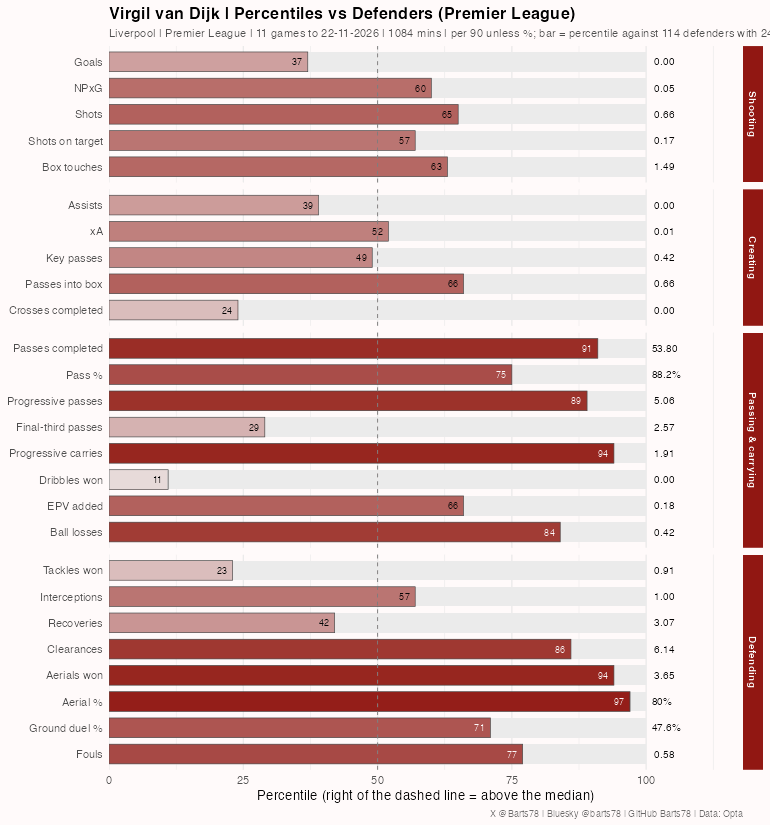 Virgil van Dijk | Percentiles vs Defenders (Premier League)
Liverpool | Premier League | 11 games to 22-11-2026 | 1084 mins | per 90 unless %; bar = percentile against 114 defenders with 24
Goals 37 0.00
NPxG 60 0.05
Shots 65 0.66
Shots on target 57 0.17
Box touches 63 1.49
Shooting
Assists 39 0.00
xA 52 0.01
Key passes 49 0.42
Passes into box 66 0.66
Crosses completed 24 0.00
Creating
Passes completed 91 53.80
Pass % 75 88.2%
Progressive passes 89 5.06
Final-third passes 29 2.57
Progressive carries 94 1.91
Dribbles won 11 0.00
EPV added 66 0.18
Ball losses 84 0.42
Passing & carrying
Tackles won 23 0.91
Interceptions 57 1.00
Recoveries 42 3.07
Clearances 86 6.14
Aerials won 94 3.65
Aerial % 97 80%
Ground duel % 71 47.6%
Fouls 77 0.58
Defending
0 25 50 75 100
Percentile (right of the dashed line = above the median)
X @Barts78 | Bluesky @barts78 | GitHub Barts78 | Data: Opta